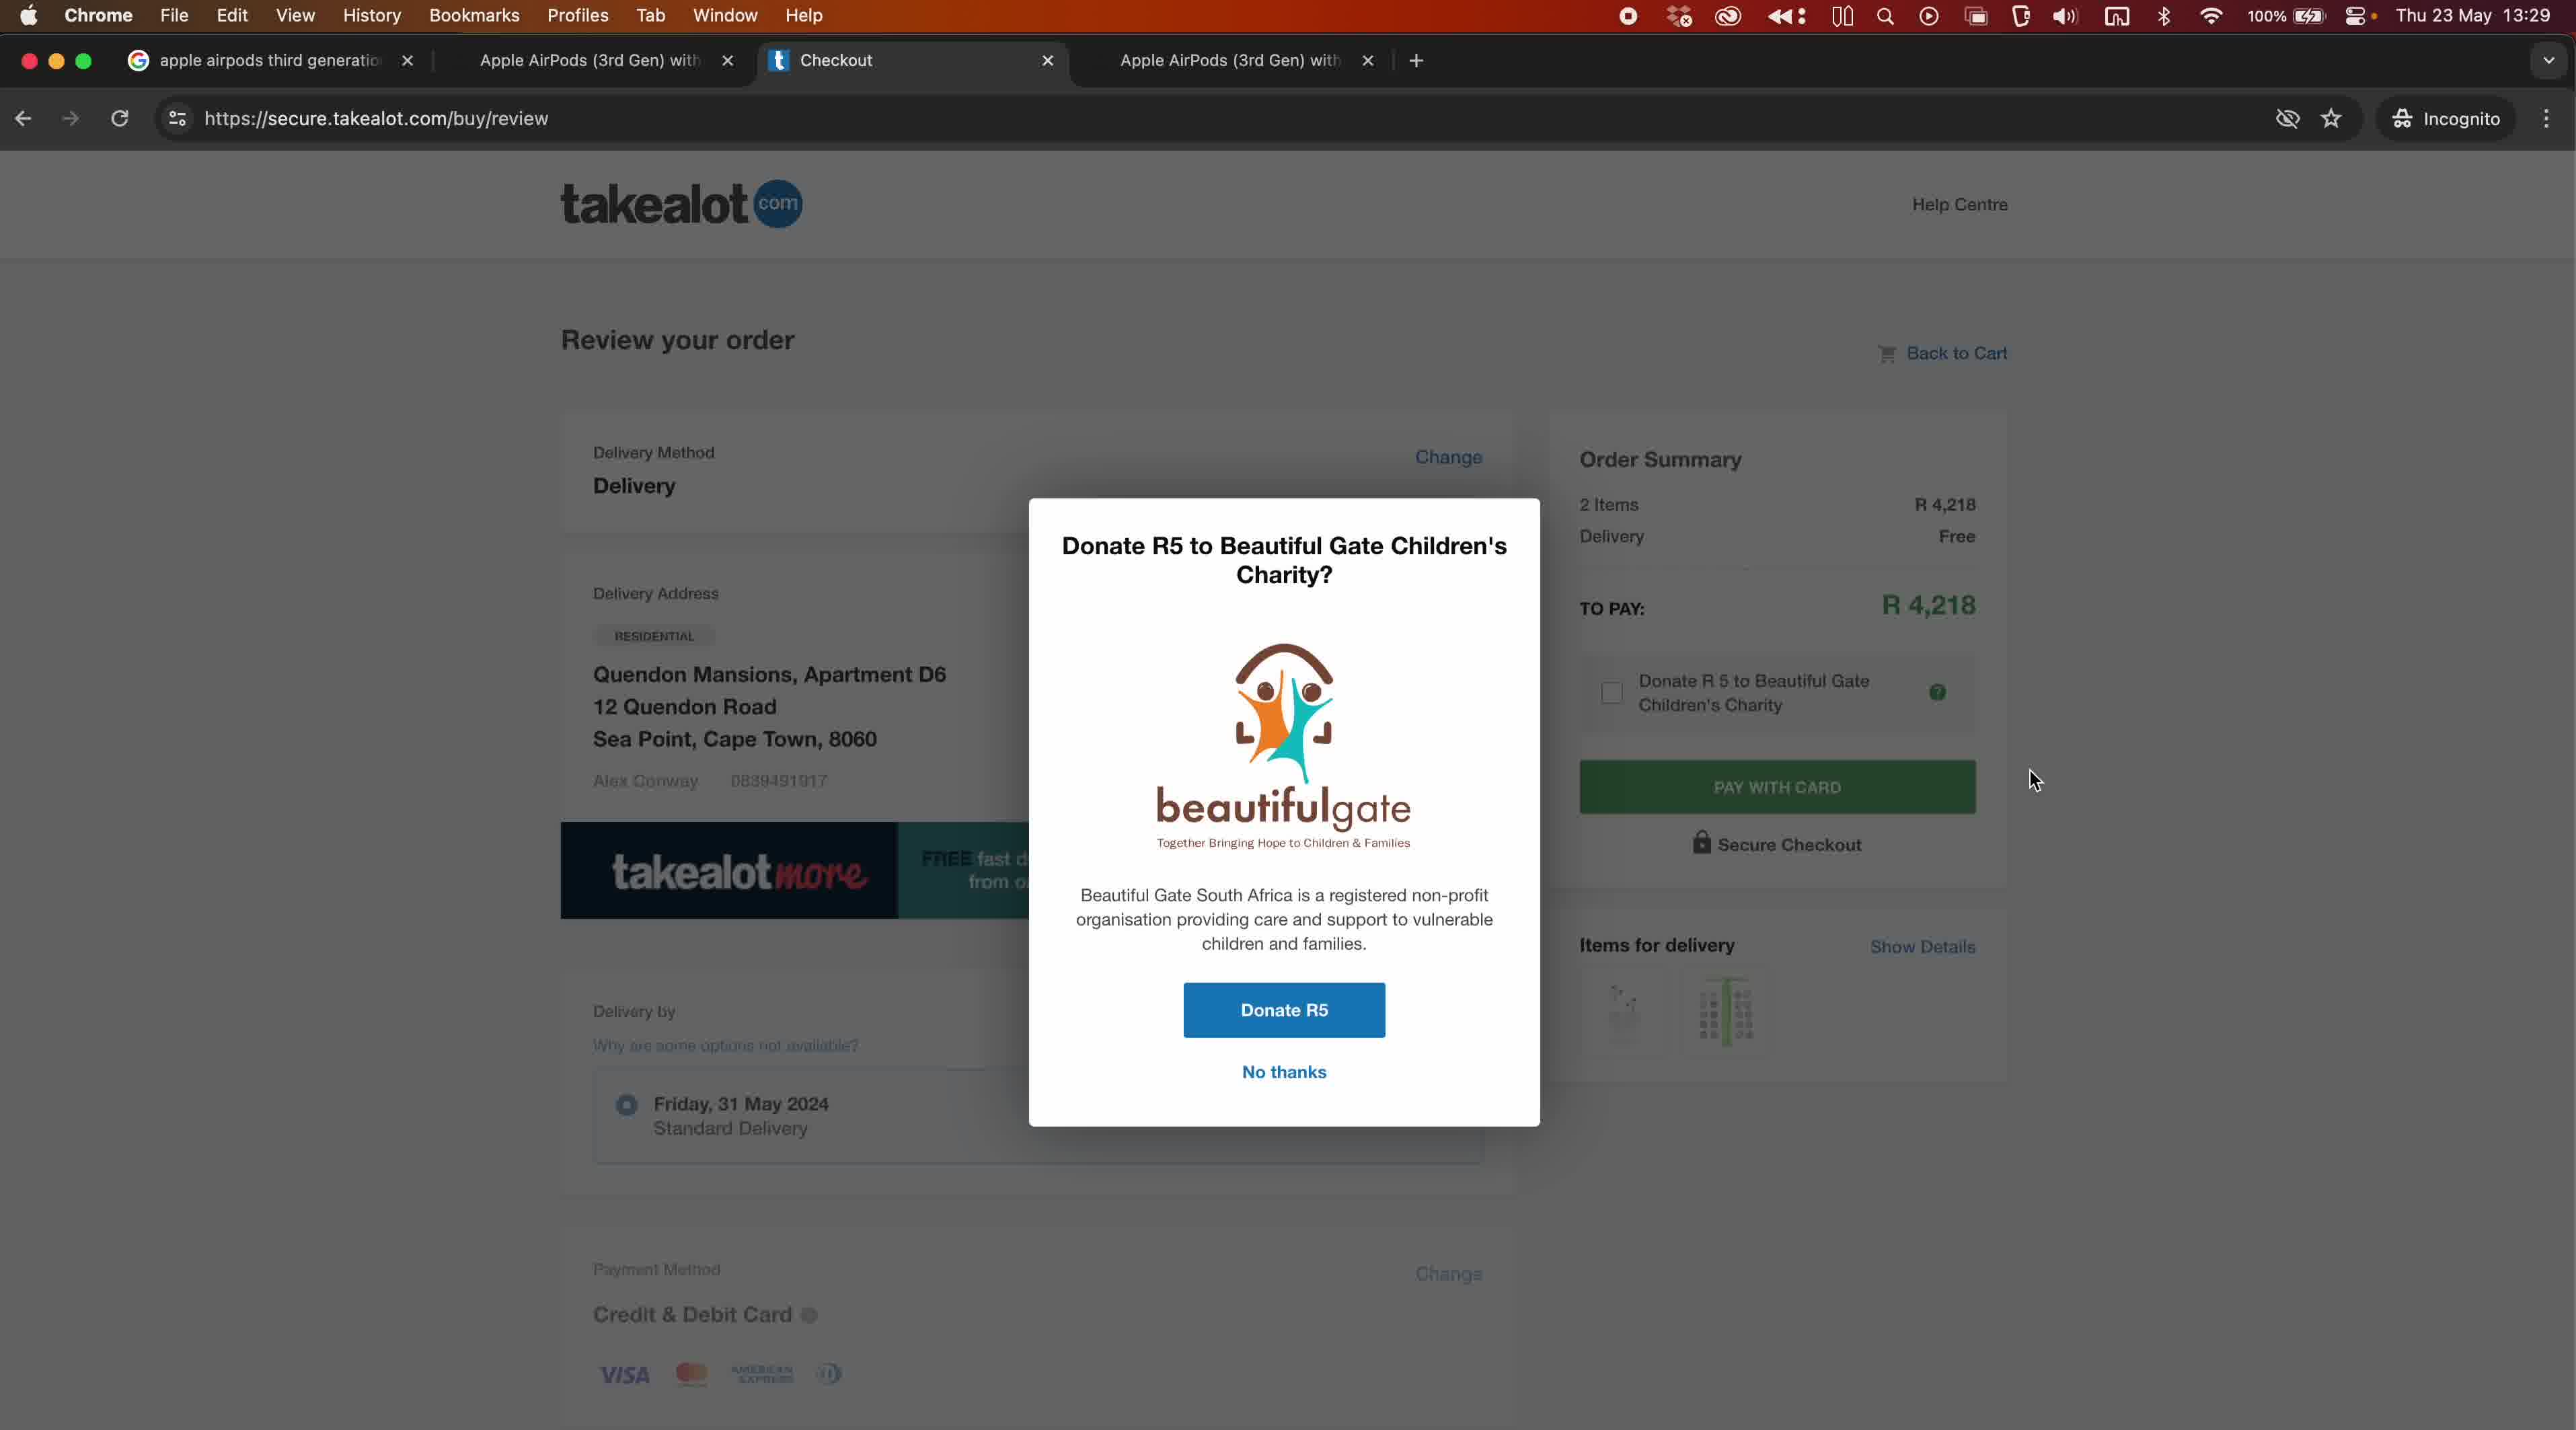 Chrome File Edit View History Bookmarks Profiles Tab Window Help 100% Thu 23 May 13:29
apple airpods third generatio Apple AirPods (3rd Gen) with Checkout Apple AirPods (3rd Gen) with
https://secure.takealot.com/buy/review Incognito
takealot com Help Centre
Review your order
Back to Cart
Delivery Method
Change
Delivery
Order Summary
2 Items R 4,218
Delivery Free
TO PAY: R 4,218
Donate R 5 to Beautiful Gate
Children's Charity
?
PAY WITH CARD
Secure Checkout
Items for delivery Show Details
Delivery Address
RESIDENTIAL
Quendon Mansions, Apartment D6
12 Quendon Road
Sea Point, Cape Town, 8060
Alex Conway 0839491917
takealot more
FREE fast d
from o
Delivery by
Why are some options not available?
Friday, 31 May 2024
Standard Delivery
Payment Method
Change
Credit & Debit Card
VISA AMERICAN EXPRESS
Donate R5 to Beautiful Gate Children's
Charity?
beautifulgate
Together Bringing Hope to Children & Families
Beautiful Gate South Africa is a registered non-profit
organisation providing care and support to vulnerable
children and families.
Donate R5
No thanks